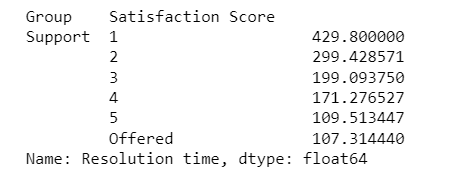 Group    Satisfaction Score
Support  1                     429.800000
         2                     299.428571
         3                     199.093750
         4                     171.276527
         5                     109.513447
         Offered               107.314440
Name: Resolution time, dtype: float64